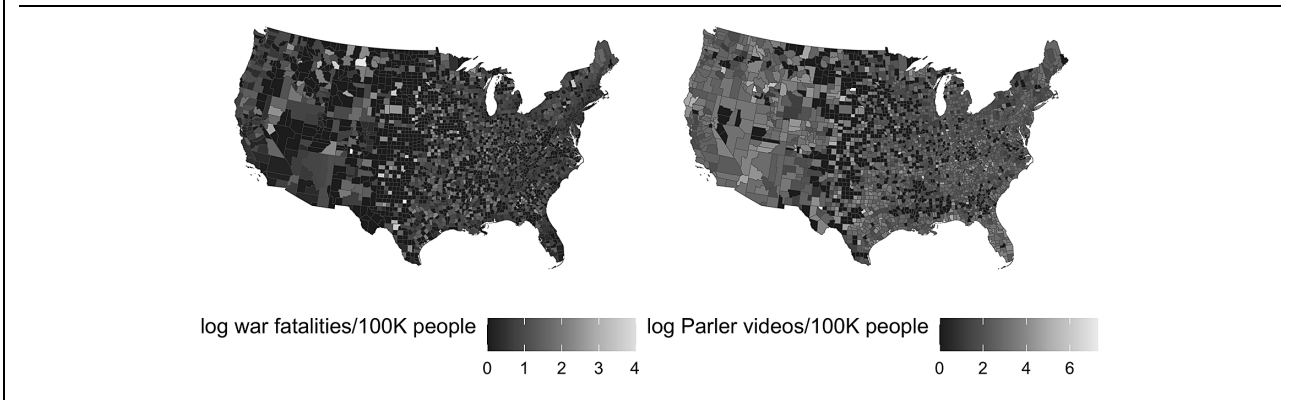 log war fatalities/100K people
0 1 2 3 4
log Parler videos/100K people
0 2 4 6